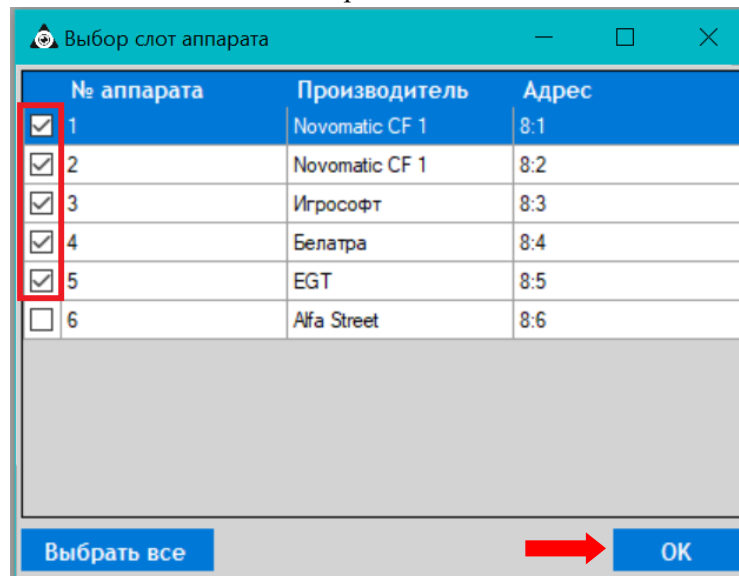 Выбор слот аппарата
№ аппарата Производитель Адрес
1 Novomatic CF 1 8:1
2 Novomatic CF 1 8:2
3 Игрософт 8:3
4 Белатра 8:4
5 EGT 8:5
6 Alfa Street 8:6
Выбрать все OK